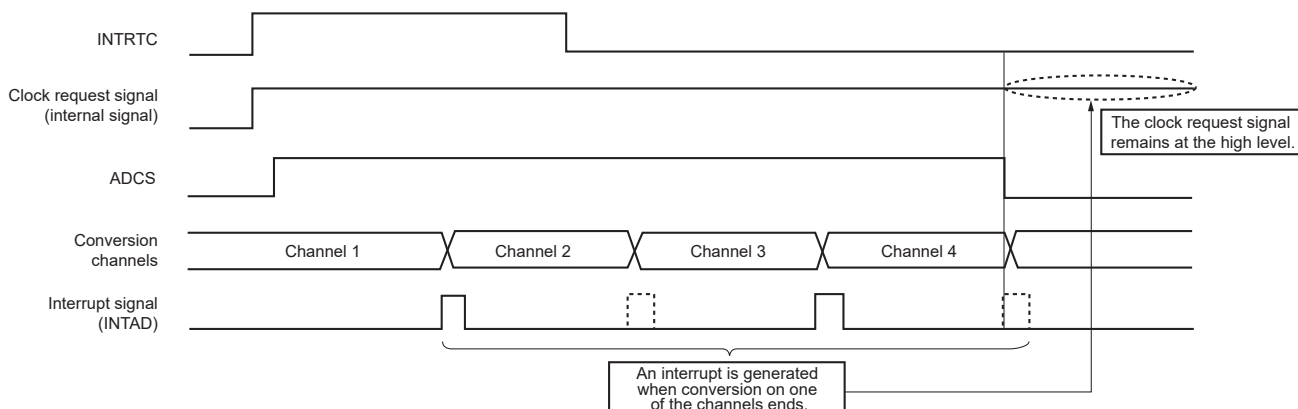 INTRTC
Clock request signal
(internal signal)
The clock request signal
remains at the high level.
ADCS
Conversion
channels
Channel 1
Channel 2
Channel 3
Channel 4
Interrupt signal
(INTAD)
An interrupt is generated
when conversion on one
of the channels ends.